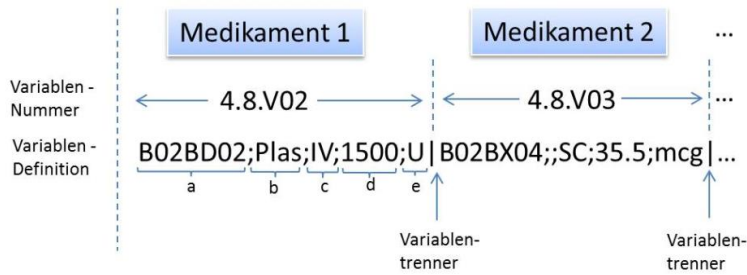 Medikament 1 Medikament 2 ...
Variablen - Nummer 4.8.V02 4.8.V03 ...
Variablen - Definition B02BD02;Plas;IV;1500;U|B02BX04;;SC;35.5;mcg|...
a b c d e
Variablen- Variablen-
trenner trenner